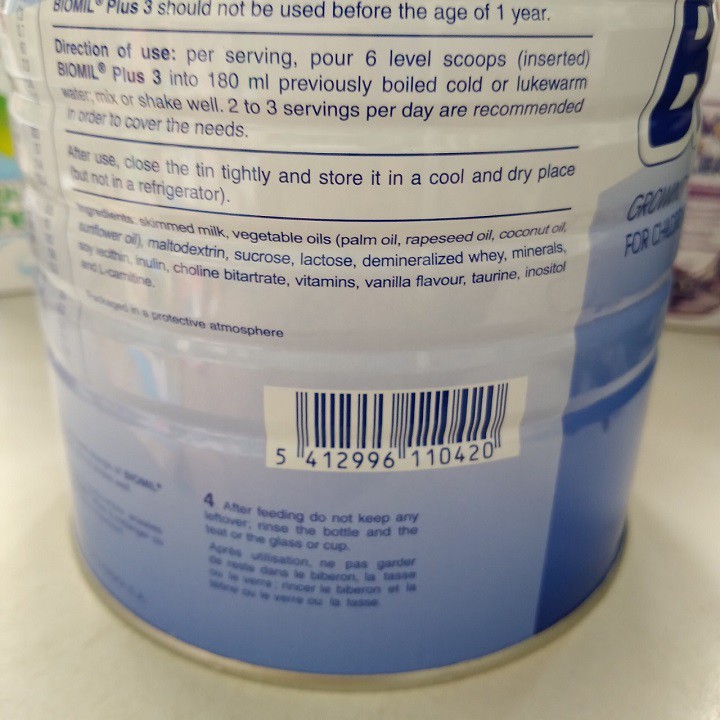 BIOMIL® Plus 3 should not be used before the age of 1 year.
Direction of use: per serving, pour 6 level scoops (inserted)
BIOMIL® Plus 3 into 180 ml previously boiled cold or lukewarm
water; mix or shake well. 2 to 3 servings per day are recommended
in order to cover the needs.
After use, close the tin tightly and store it in a cool and dry place
(but not in a refrigerator).
Ingredients: skimmed milk, vegetable oils (palm oil, rapeseed oil, coconut oil,
sunflower oil), maltodextrin, sucrose, lactose, demineralized whey, minerals,
soy lecithin, inulin, choline bitartrate, vitamins, vanilla flavour, taurine, inositol
and L-carnitine.
Packaged in a protective atmosphere
B
FOR
5 412996 110420
BIOMIL®
4. After feeding do not keep any
leftover; rinse the bottle and the
teat or the glass or cup.
Après utilisation, ne pas garder
de reste dans le biberon, la tasse
ou le verre; rincer le biberon et la
tétine ou le verre ou la tasse.